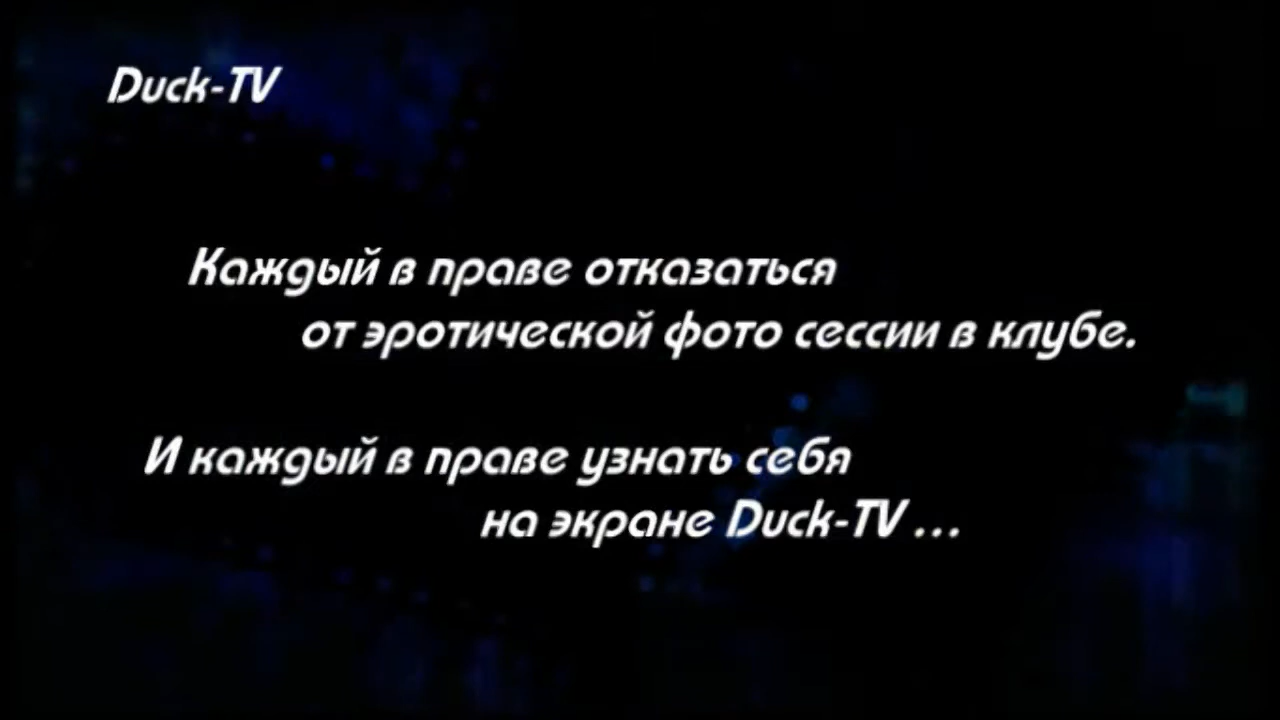 Duck-TV
Каждый в праве отказаться
от эротической фото сессии в клубе.
И каждый в праве узнать себя
на экране Duck-TV ...